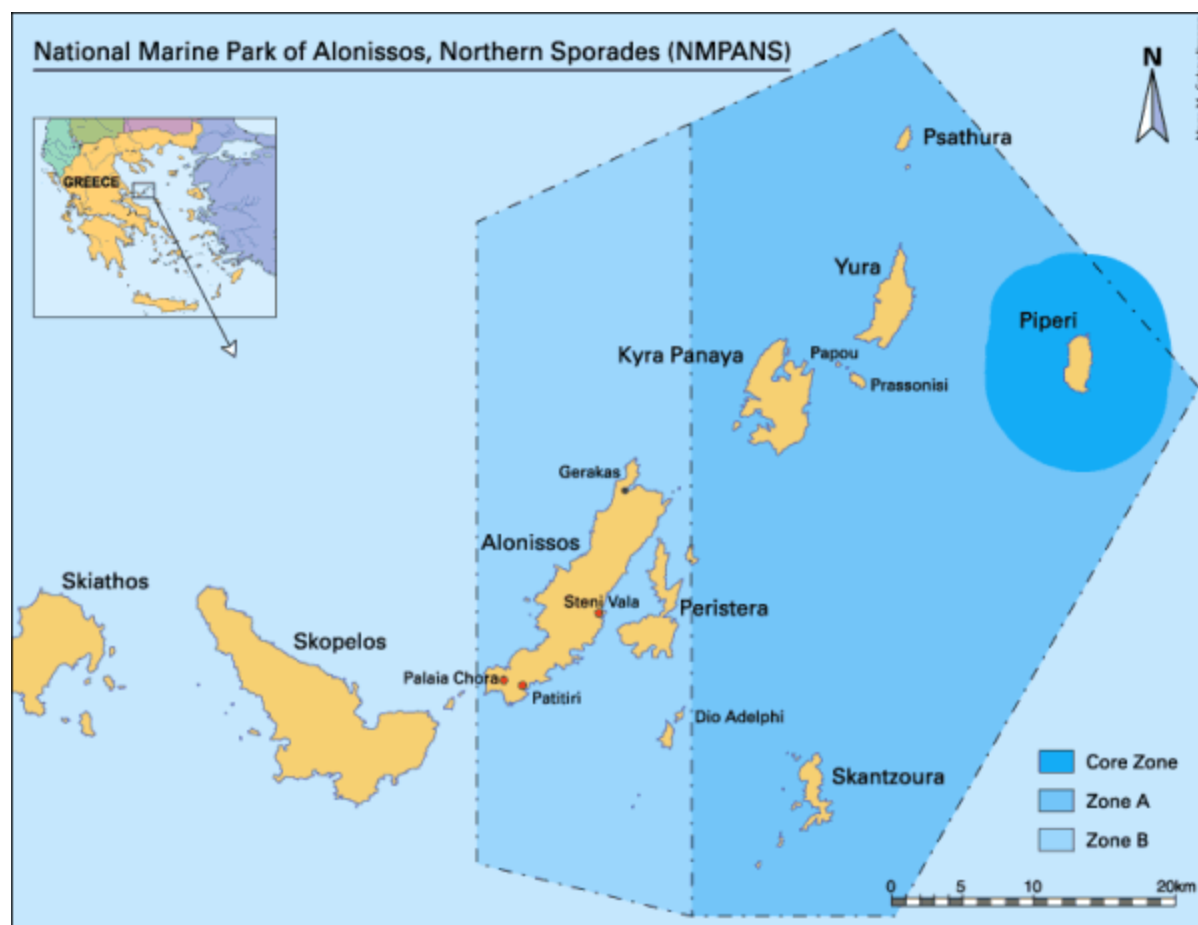 National Marine Park of Alonissos, Northern Sporades (NMPANS)
N
GREECE
Psathura
Yura
Piperi
Kyra Panaya
Papou
Prassonisi
Gerakas
Alonissos
Skiathos
Steni Vala
Peristera
Skopelos
Palaia Chora
Patitiri
Dio Adelphi
Skantzoura
Core Zone
Zone A
Zone B
0 5 10 20km